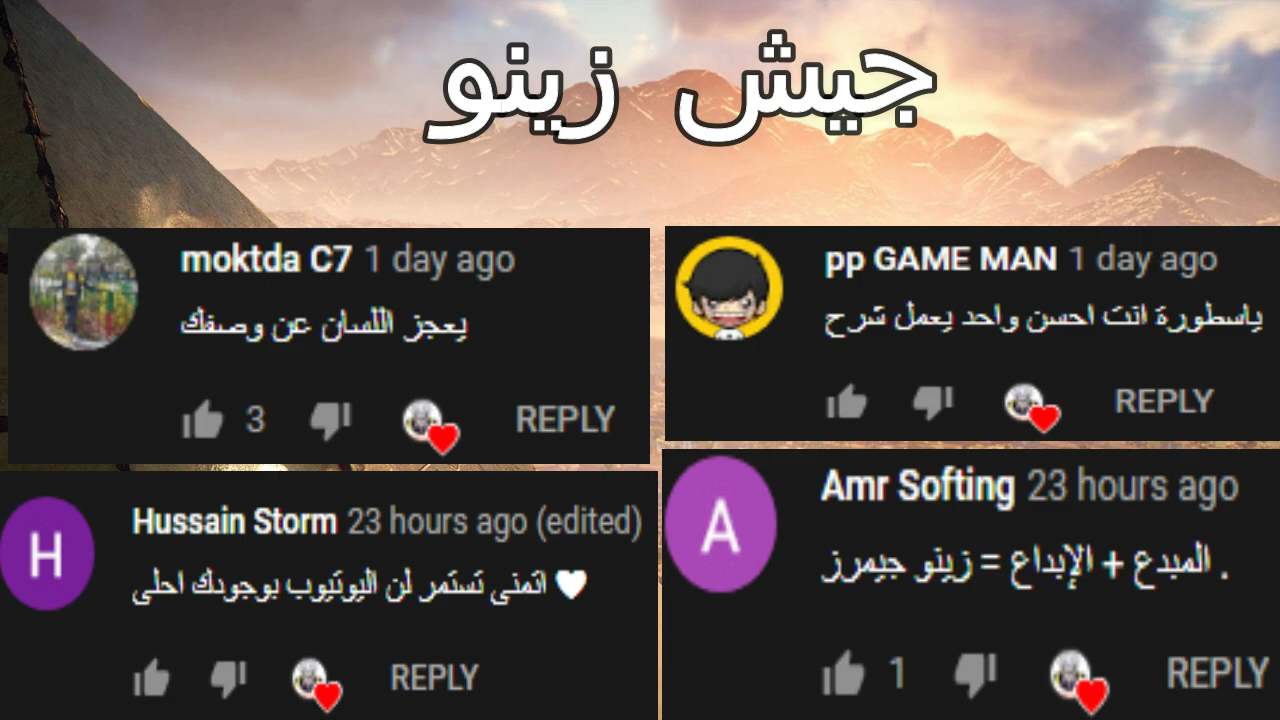 جيش زينو
moktda C7 1 day ago
يعجز اللسان عن وصفك
3 REPLY
pp GAME MAN 1 day ago
ياسطورة انت احسن واحد يعمل شرح
REPLY
H
Hussain Storm 23 hours ago (edited)
اتمنى تستمر لن اليوتيوب بوجودك احلى 🤍
REPLY
A
Amr Softing 23 hours ago
المبدع + الإبداع = زينو جيمرز .
1 REPLY